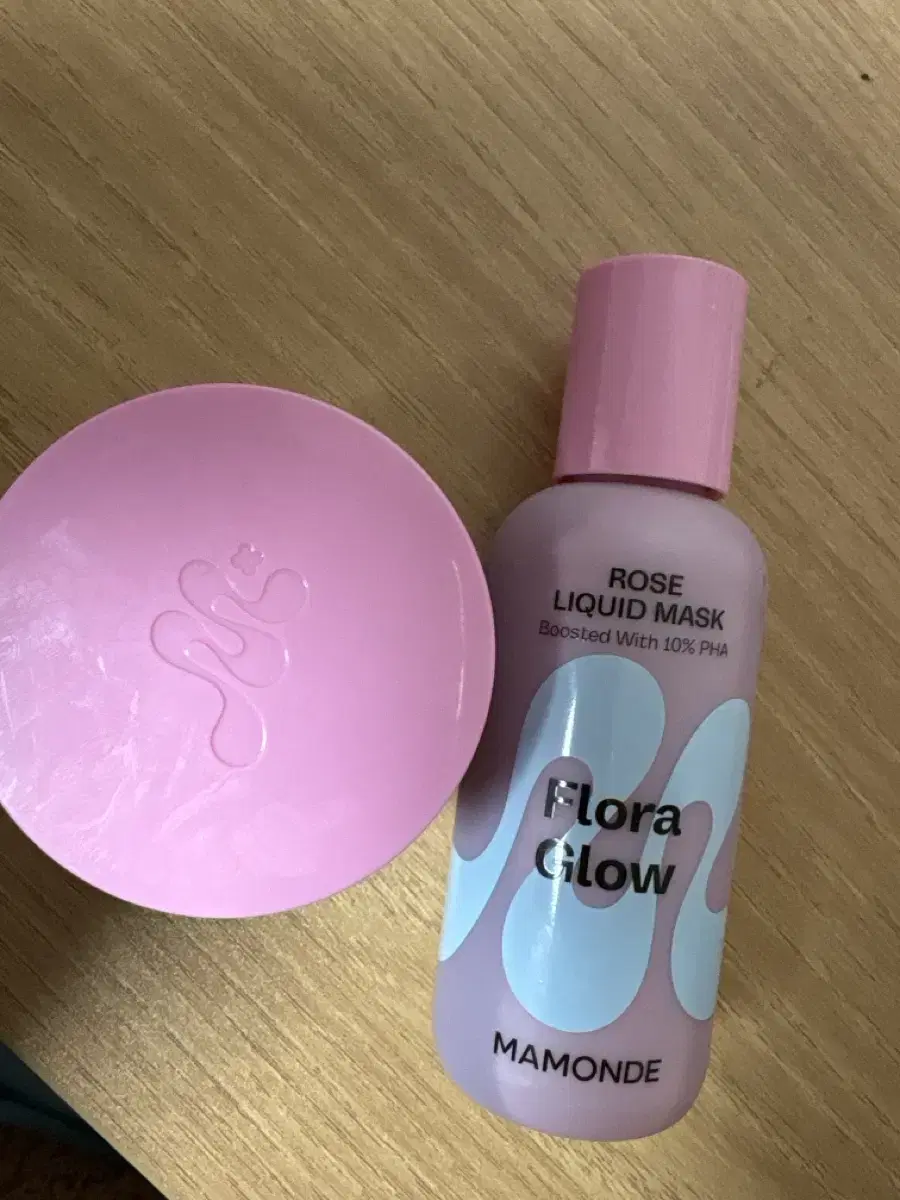 ROSE
LIQUID MASK
Boosted With 10% PHA
Flora
Glow
MAMONDE